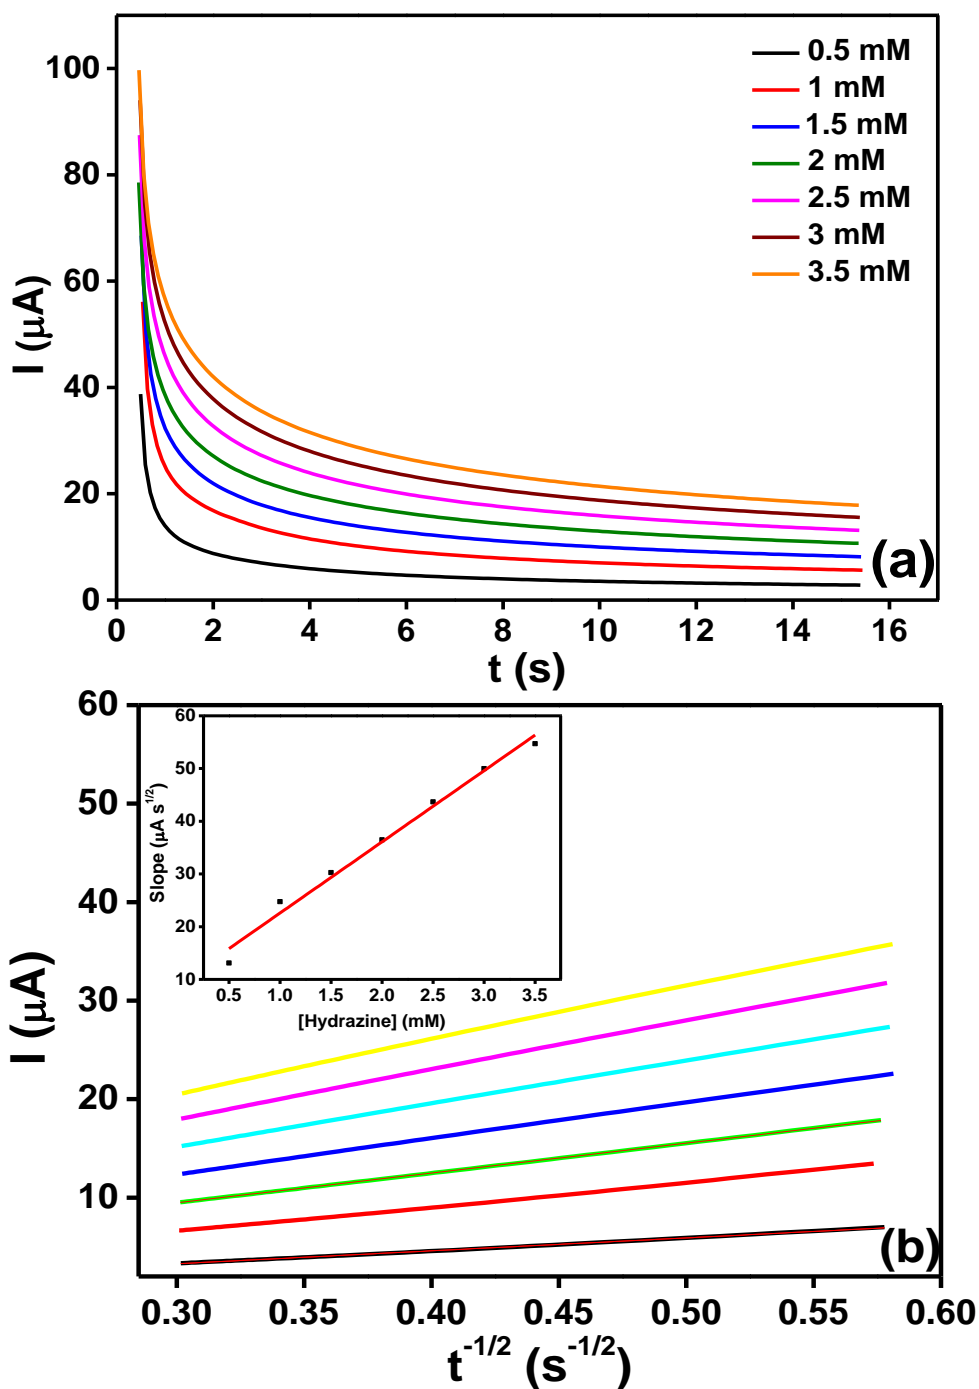 100
80
60
40
20
0
I (μA)
0.5 mM
1 mM
1.5 mM
2 mM
2.5 mM
3 mM
3.5 mM
(a)
0 2 4 6 8 10 12 14 16
t (s)
60
50
40
30
20
10
I (μA)
60
50
40
30
20
10
Slope (μA s^1/2)
0.5 1.0 1.5 2.0 2.5 3.0 3.5
[Hydrazine] (mM)
(b)
0.30 0.35 0.40 0.45 0.50 0.55 0.60
t^-1/2 (s^-1/2)